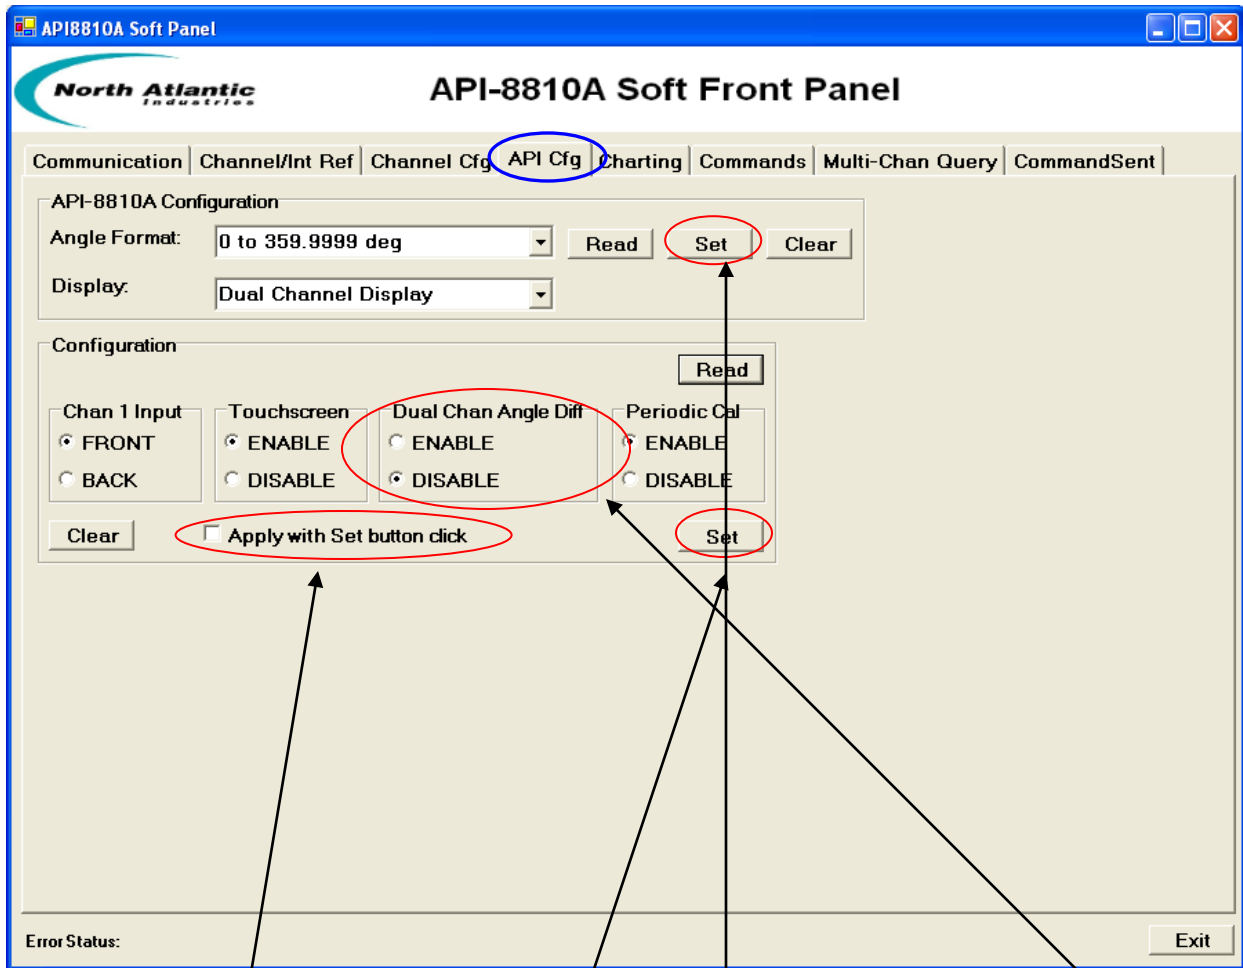 API8810A Soft Panel
North Atlantic
Industries
API-8810A Soft Front Panel
Communication Channel/Int Ref Channel Cfg API Cfg Charting Commands Multi-Chan Query CommandSent
API-8810A Configuration
Angle Format: 0 to 359.9999 deg Read Set Clear
Display: Dual Channel Display
Configuration
Read
Chan 1 Input Touchscreen Dual Chan Angle Diff Periodic Cal
FRONT ENABLE ENABLE ENABLE
BACK DISABLE DISABLE DISABLE
Clear Apply with Set button click Set
Error Status: Exit